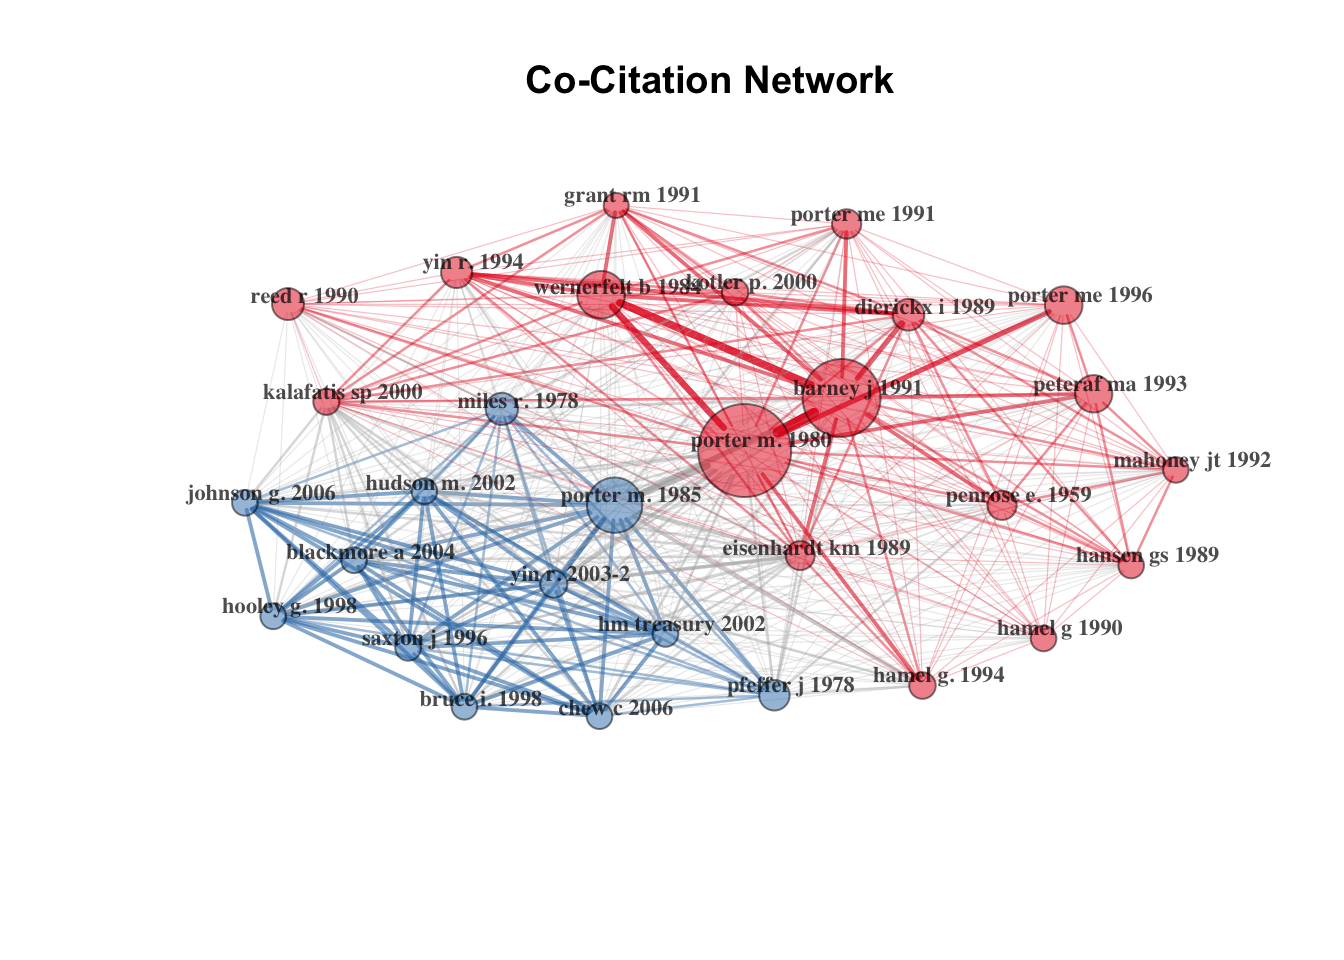 Co-Citation Network
grant rm 1991
porter me 1991
yin r. 1994
wernerfelt b 1984
kotler p. 2000
reed r 1990
dierickx i 1989
porter me 1996
kalafatis sp 2000
miles r. 1978
barney j 1991
peteraf ma 1993
porter m. 1980
mahoney jt 1992
johnson g. 2006
hudson m. 2002
porter m. 1985
penrose e. 1959
blackmore a 2004
eisenhardt km 1989
hansen gs 1989
yin r. 2003-2
hooley g. 1998
saxton j 1996
hm treasury 2002
hamel g 1990
bruce i. 1998
chew c 2006
pfeffer j 1978
hamel g. 1994